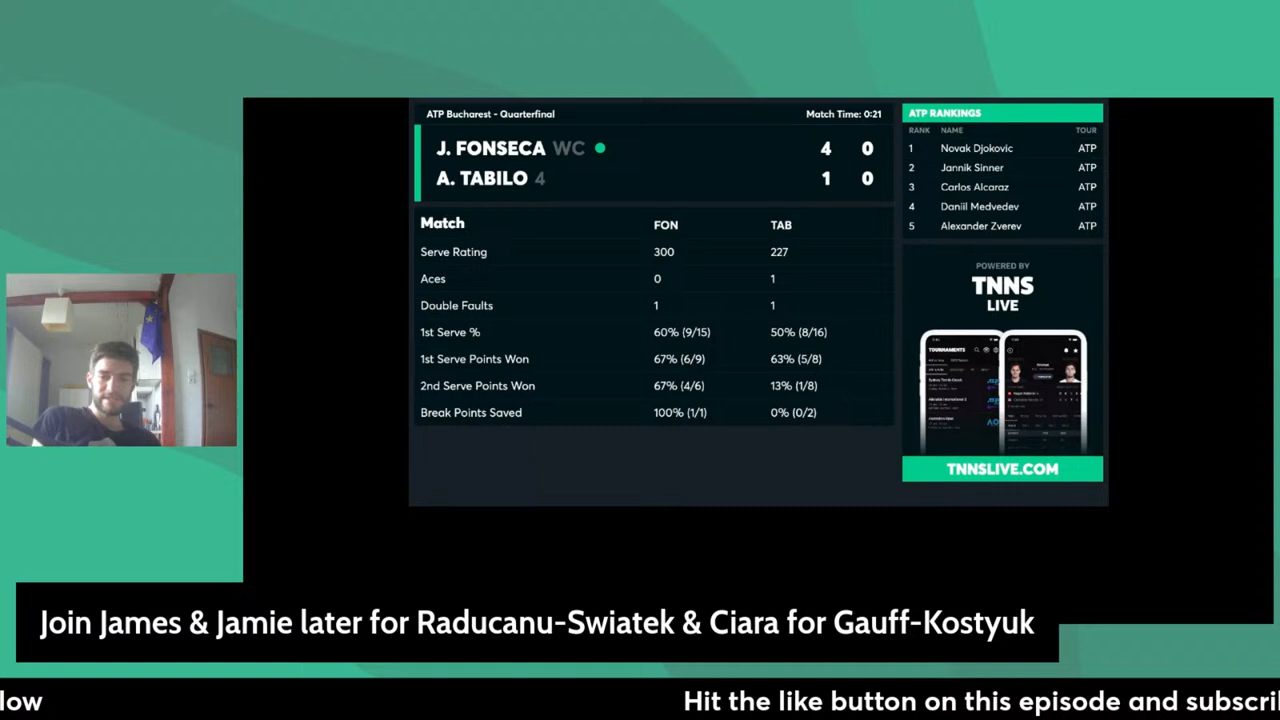 ATP Bucharest - Quarterfinal Match Time: 0:21
J. FONSECA WC 4 0
A. TABILO 4 1 0
Match FON TAB
Serve Rating 300 227
Aces 0 1
Double Faults 1 1
1st Serve % 60% (9/15) 50% (8/16)
1st Serve Points Won 67% (6/9) 63% (5/8)
2nd Serve Points Won 67% (4/6) 13% (1/8)
Break Points Saved 100% (1/1) 0% (0/2)
ATP RANKINGS
RANK NAME TOUR
1 Novak Djokovic ATP
2 Jannik Sinner ATP
3 Carlos Alcaraz ATP
4 Daniil Medvedev ATP
5 Alexander Zverev ATP
POWERED BY
TNNS
LIVE
TOURNAMENTS
TNNSLIVE.COM
Join James & Jamie later for Raducanu-Swiatek & Ciara for Gauff-Kostyuk
low Hit the like button on this episode and subscri